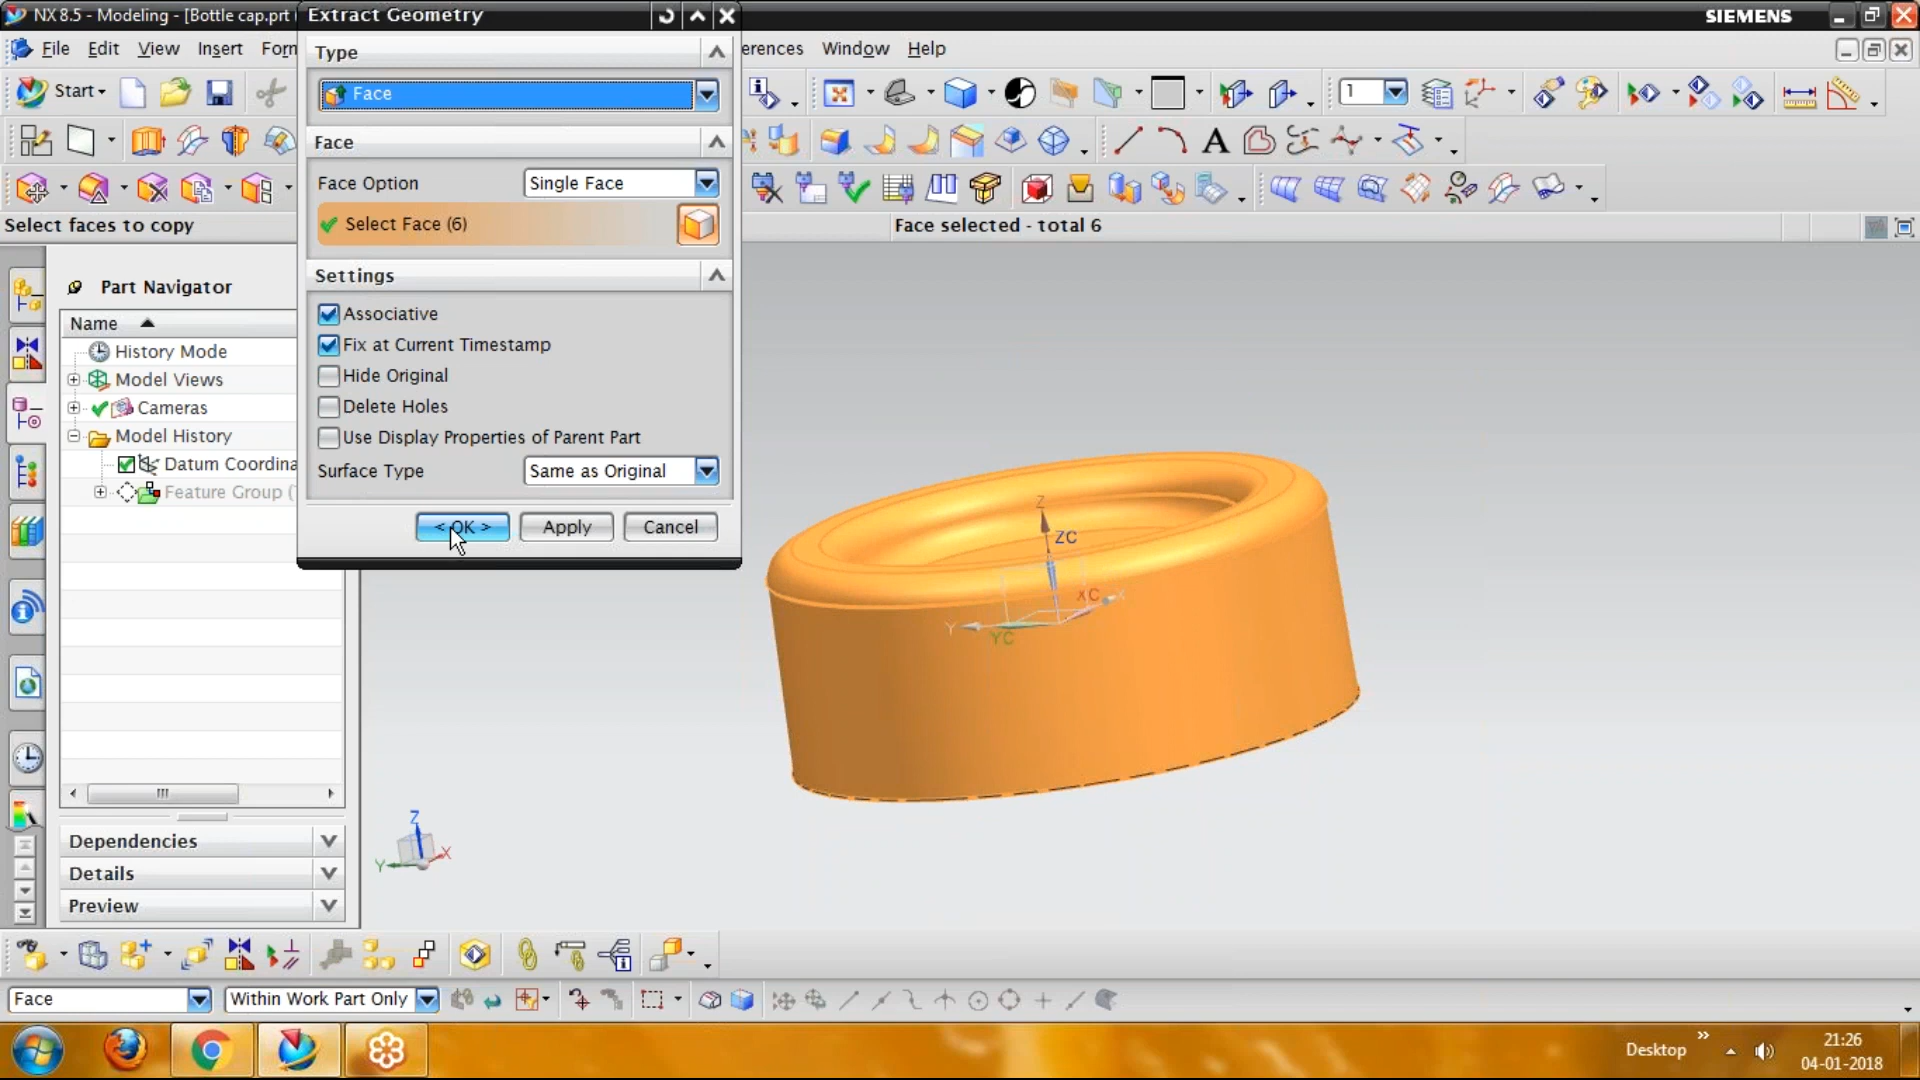 NX 8.5 - Modeling - [Bottle cap.prt
SIEMENS
File Edit View Insert
erences Window Help
Start
1
Select faces to copy
Face selected - total 6
Extract Geometry
Type
Face
Face
Face Option
Single Face
Select Face (6)
Settings
Associative
Fix at Current Timestamp
Hide Original
Delete Holes
Use Display Properties of Parent Part
Surface Type
Same as Original
< OK >
Apply
Cancel
Part Navigator
Name
History Mode
Model Views
Cameras
Model History
Datum Coordina
Feature Group (
Dependencies
Details
Preview
Z
ZC
XC
X
Y
YC
Z
Y
X
Face
Within Work Part Only
Desktop
21:26
04-01-2018